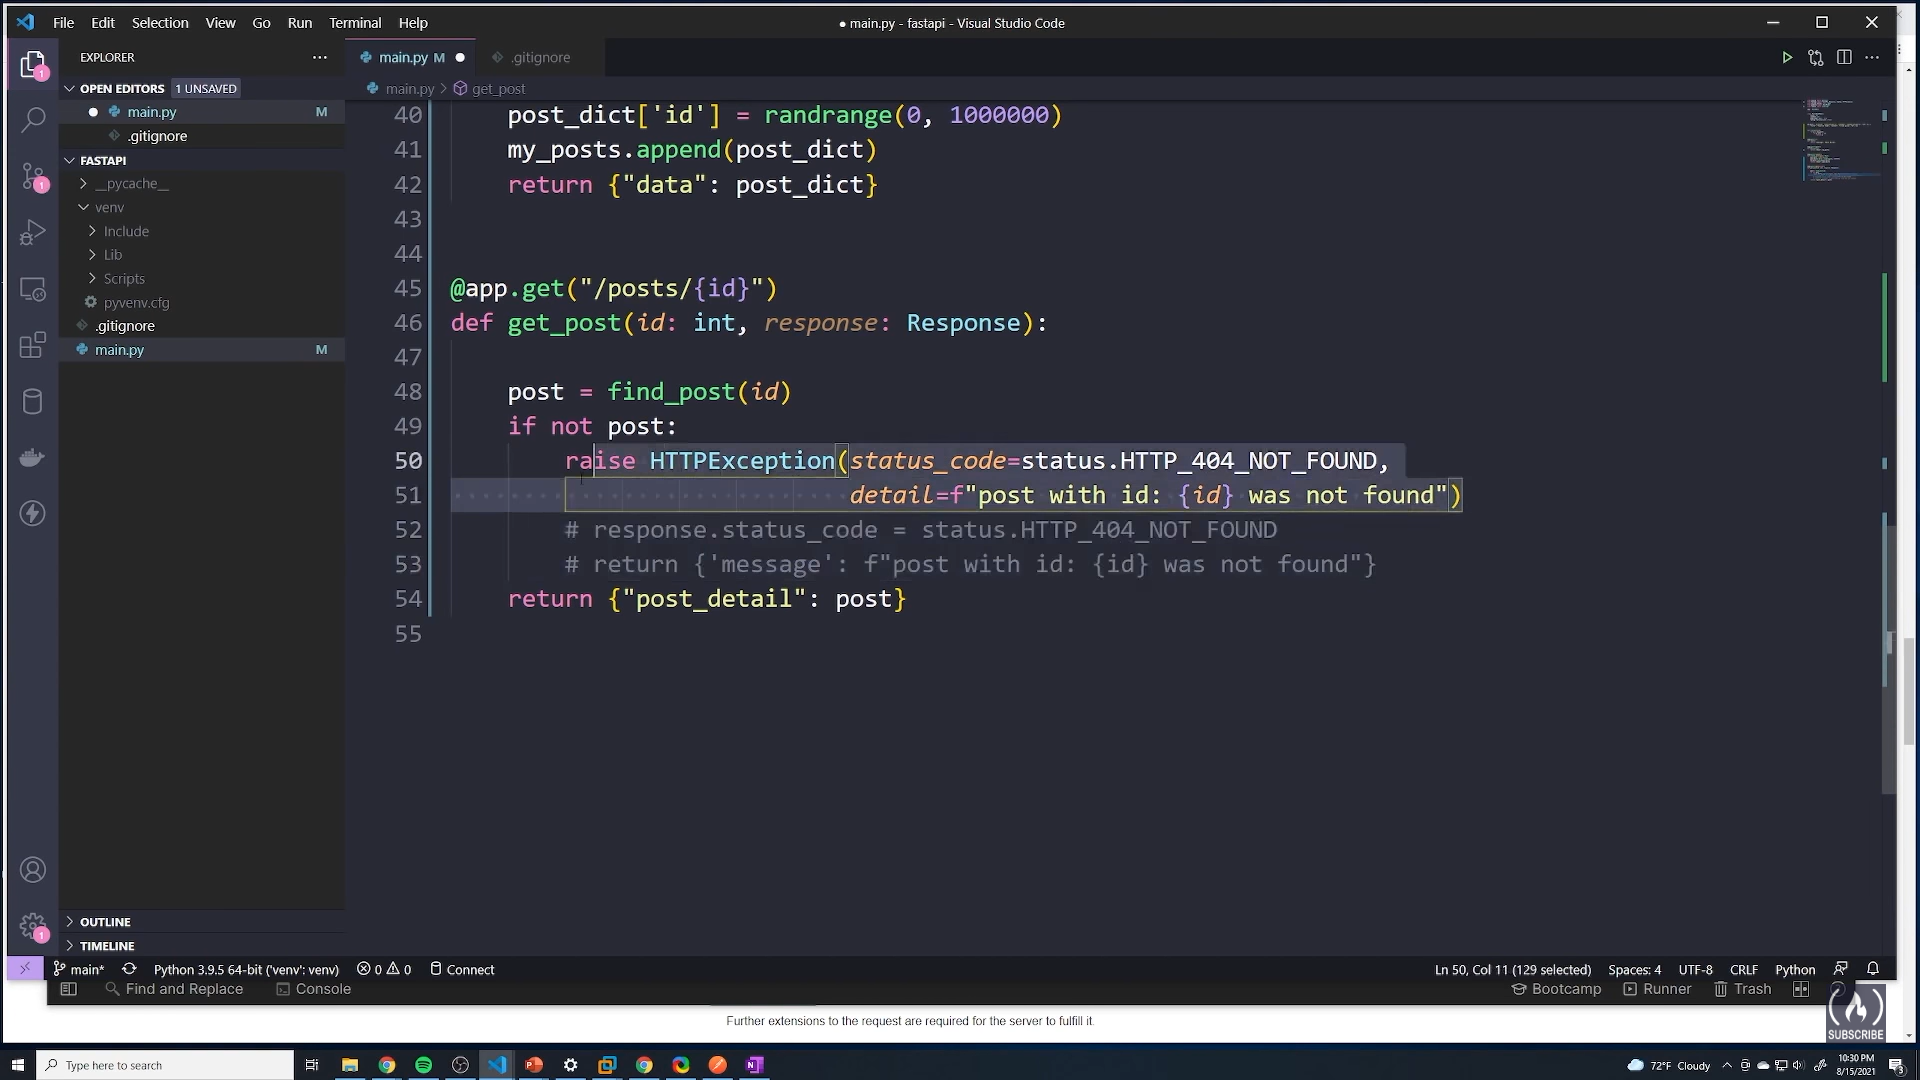 File Edit Selection View Go Run Terminal Help
● main.py - fastapi - Visual Studio Code
EXPLORER
main.py M
.gitignore
OPEN EDITORS 1 UNSAVED
main.py > get_post
main.py M
.gitignore
FASTAPI
__pycache__
venv
Include
Lib
Scripts
pyvenv.cfg
.gitignore
main.py M
40 post_dict['id'] = randrange(0, 1000000)
41 my_posts.append(post_dict)
42 return {"data": post_dict}
43
44
45 @app.get("/posts/{id}")
46 def get_post(id: int, response: Response):
47
48 post = find_post(id)
49 if not post:
50 raise HTTPException(status_code=status.HTTP_404_NOT_FOUND,
51 detail=f"post with id: {id} was not found")
52 # response.status_code = status.HTTP_404_NOT_FOUND
53 # return {'message': f"post with id: {id} was not found"}
54 return {"post_detail": post}
55
OUTLINE
TIMELINE
main* Python 3.9.5 64-bit ('venv': venv) 0 0 Connect
Ln 50, Col 11 (129 selected) Spaces: 4 UTF-8 CRLF Python
Find and Replace Console
Bootcamp Runner Trash
Further extensions to the request are required for the server to fulfill it.
SUBSCRIBE
Type here to search
72°F Cloudy
10:30 PM
8/15/2021